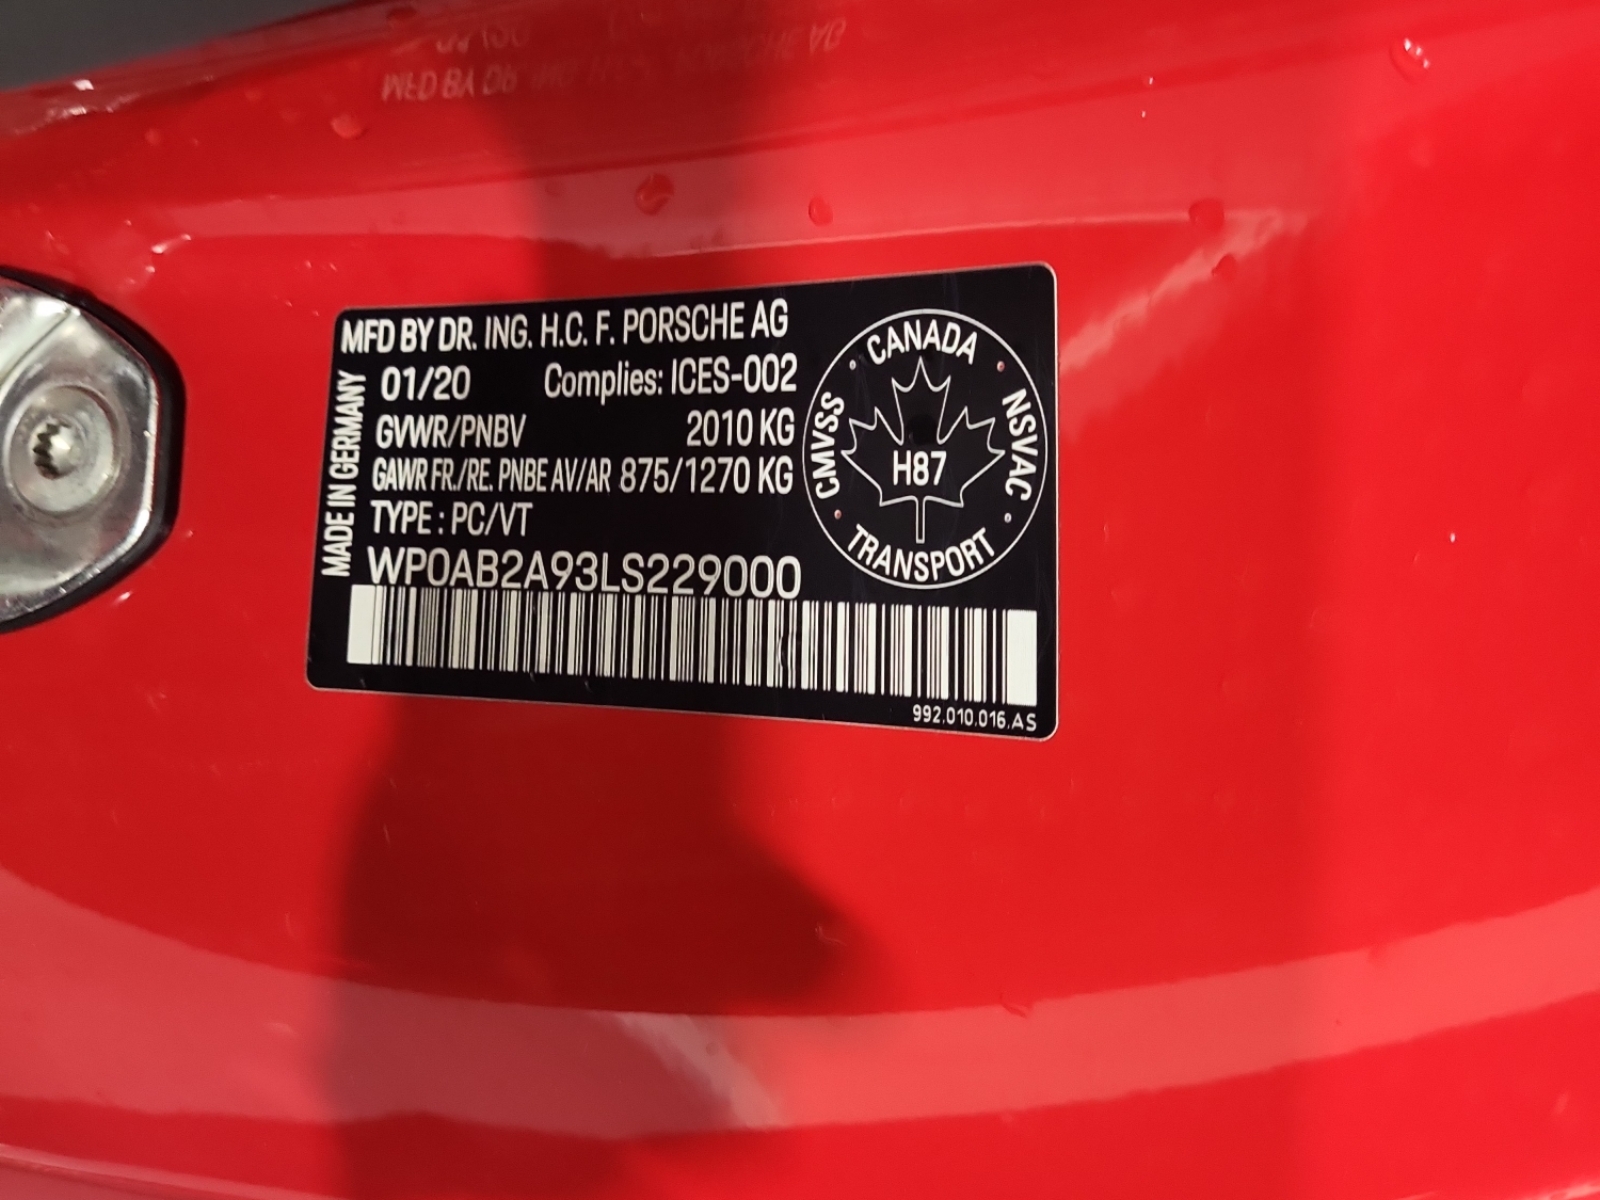 MFD BY DR. ING. H.C. F. PORSCHE AG
01/20 Complies: ICES-002
GVWR/PNBV 2010 KG
GAWR FR./RE. PNBE AV/AR 875/1270 KG
TYPE : PC/VT
WP0AB2A93LS229000
MADE IN GERMANY
CANADA
CMVSS
NSVAC
H87
TRANSPORT
992.010.016.AS